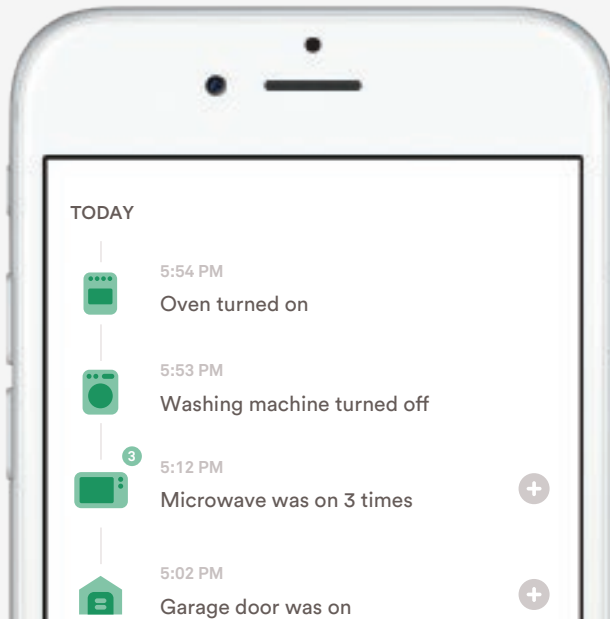 TODAY
5:54 PM
Oven turned on
5:53 PM
Washing machine turned off
3
5:12 PM
Microwave was on 3 times
5:02 PM
Garage door was on